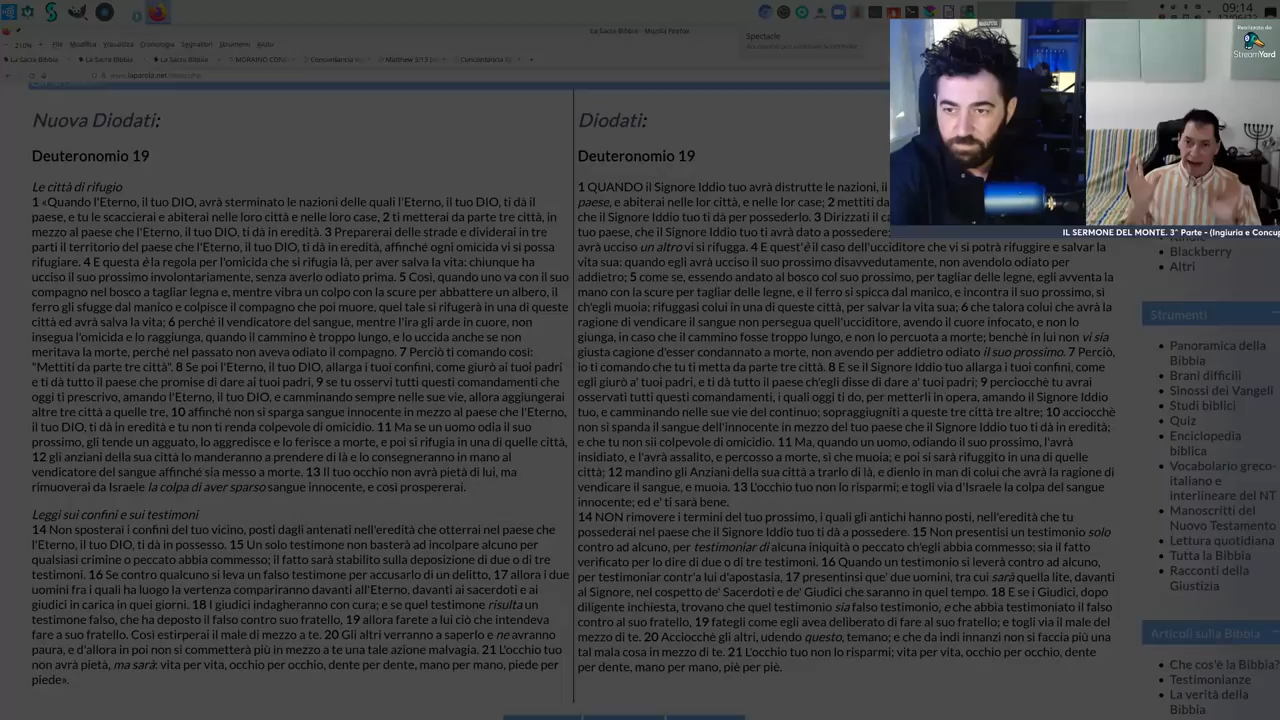 La Sacra Bibbia - Mozilla Firefox
09:14
Spectacle
210%
File Modifica Visualizza Cronologia Segnalibri Strumenti Aiuto
La Sacra Bibbia
La Sacra Bibbia
La Sacra Bibbia
Matthew 5:13
Realizzato da
StreamYard
IL SERMONE DEL MONTE. 3° Parte - (Ingiuria e Concup
Nuova Diodati:
Deuteronomio 19
Le città di rifugio
1 «Quando l'Eterno, il tuo DIO, avrà sterminato le nazioni delle quali l'Eterno, il tuo DIO, ti dà il
paese, e tu le scaccerai e abiterai nelle loro città e nelle loro case, 2 ti metterai da parte tre città, in
mezzo al paese che l'Eterno, il tuo DIO, ti dà in eredità. 3 Preparerai delle strade e dividerai in tre
parti il territorio del paese che l'Eterno, il tuo DIO, ti dà in eredità, affinché ogni omicida vi si possa
rifugiare. 4 E questa è la regola per l'omicida che si rifugia là, per aver salva la vita: chiunque ha
ucciso il suo prossimo involontariamente, senza averlo odiato prima. 5 Così, quando uno va con il suo
compagno nel bosco a tagliar legna e, mentre vibra un colpo con la scure per abbattere un albero, il
ferro gli sfugge dal manico e colpisce il compagno che poi muore, quel tale si rifugerà in una di queste
città ed avrà salva la vita; 6 perché il vendicatore del sangue, mentre l'ira gli arde in cuore, non
insegua l'omicida e lo raggiunga, quando il cammino è troppo lungo, e lo uccida anche se non
meritava la morte, perché nel passato non aveva odiato il compagno. 7 Perciò ti comando così:
"Mettiti da parte tre città". 8 Se poi l'Eterno, il tuo DIO, allarga i tuoi confini, come giurò ai tuoi padri
e ti dà tutto il paese che promise di dare ai tuoi padri, 9 se tu osservi tutti questi comandamenti che
oggi ti prescrivo, amando l'Eterno, il tuo DIO, e camminando sempre nelle sue vie, allora aggiungerai
altre tre città a quelle tre, 10 affinché non si sparga sangue innocente in mezzo al paese che l'Eterno,
il tuo DIO, ti dà in eredità e tu non ti renda colpevole di omicidio. 11 Ma se un uomo odia il suo
prossimo, gli tende un agguato, lo aggredisce e lo ferisce a morte, e poi si rifugia in una di quelle città,
12 gli anziani della sua città lo manderanno a prendere di là e lo consegneranno in mano al
vendicatore del sangue affinché sia messo a morte. 13 Il tuo occhio non avrà pietà di lui, ma
rimuoverai da Israele la colpa di aver sparso sangue innocente, e così prospererai.
Leggi sui confini e sui testimoni
14 Non sposterai i confini del tuo vicino, posti dagli antenati nell'eredità che otterrai nel paese che
l'Eterno, il tuo DIO, ti dà in possesso. 15 Un solo testimone non basterà ad incolpare alcuno per
qualsiasi crimine o peccato abbia commesso; il fatto sarà stabilito sulla deposizione di due o di tre
testimoni. 16 Se contro qualcuno si leva un falso testimone per accusarlo di un delitto, 17 allora i due
uomini fra i quali ha luogo la vertenza compariranno davanti all'Eterno, davanti ai sacerdoti e ai
giudici in carica in quei giorni. 18 I giudici indagheranno con cura; e se quel testimone risulta un
testimone falso, che ha deposto il falso contro suo fratello, 19 allora farete a lui ciò che intendeva
fare a suo fratello. Così estirperai il male di mezzo a te. 20 Gli altri verranno a saperlo e ne avranno
paura, e d'allora in poi non si commetterà più in mezzo a te una tale azione malvagia. 21 L'occhio tuo
non avrà pietà, ma sarà: vita per vita, occhio per occhio, dente per dente, mano per mano, piede per
piede».
Diodati:
Deuteronomio 19
1 QUANDO il Signore Iddio tuo avrà distrutte le nazioni, il
paese, e abiterai nelle lor città, e nelle lor case; 2 mettiti da
che il Signore Iddio tuo ti dà per possederlo. 3 Dirizzati il ca
tuo paese, che il Signore Iddio tuo ti avrà dato a possedere:
avrà ucciso un altro vi si rifugga. 4 E quest'è il caso dell'ucciditore che vi si potrà rifuggire e salvar la
vita sua: quando egli avrà ucciso il suo prossimo disavvedutamente, non avendolo odiato per
addietro; 5 come se, essendo andato al bosco col suo prossimo, per tagliar delle legne, egli avventa la
mano con la scure per tagliar delle legne, e il ferro si spicca dal manico, e incontra il suo prossimo, sì
ch'egli muoia; rifuggasi colui in una di queste città, per salvar la vita sua; 6 che talora colui che avrà la
ragione di vendicare il sangue non persegua quell'ucciditore, avendo il cuore infocato, e non lo
giunga, in caso che il cammino fosse troppo lungo, e non lo percuota a morte; benchè in lui non vi sia
giusta cagione d'esser condannato a morte, non avendo per addietro odiato il suo prossimo. 7 Perciò,
io ti comando che tu ti metta da parte tre città. 8 E se il Signore Iddio tuo allarga i tuoi confini, come
egli giurò a' tuoi padri, e ti dà tutto il paese ch'egli disse di dare a' tuoi padri; 9 perciocchè tu avrai
osservati tutti questi comandamenti, i quali oggi ti do, per metterli in opera, amando il Signore Iddio
tuo, e camminando nelle sue vie del continuo; sopraggiugniti a queste tre città tre altre; 10 acciocchè
non si spanda il sangue dell'innocente in mezzo del tuo paese che il Signore Iddio tuo ti dà in eredità;
e che tu non sii colpevole di omicidio. 11 Ma, quando un uomo, odiando il suo prossimo, l'avrà
insidiato, e l'avrà assalito, e percosso a morte, sì che muoia; e poi si sarà rifuggito in una di quelle
città; 12 mandino gli Anziani della sua città a trarlo di là, e dienlo in man di colui che avrà la ragione di
vendicare il sangue, e muoia. 13 L'occhio tuo non lo risparmi; e togli via d'Israele la colpa del sangue
innocente; ed e' ti sarà bene.
14 NON rimovere i termini del tuo prossimo, i quali gli antichi hanno posti, nell'eredità che tu
possederai nel paese che il Signore Iddio tuo ti dà a possedere. 15 Non presentisi un testimonio solo
contro ad alcuno, per testimoniar di alcuna iniquità o peccato ch'egli abbia commesso; sia il fatto
verificato per lo dir di due o di tre testimoni. 16 Quando un testimonio si leverà contro ad alcuno,
per testimoniar contr'a lui d'apostasia, 17 presentinsi que' due uomini, tra cui sarà quella lite, davanti
al Signore, nel cospetto de' Sacerdoti e de' Giudici che saranno in quel tempo. 18 E se i Giudici, dopo
diligente inchiesta, trovano che quel testimonio sia falso testimonio, e che abbia testimoniato il falso
contro al suo fratello, 19 fategli come egli avea deliberato di fare al suo fratello; e togli via il male del
mezzo di te. 20 Acciocchè gli altri, udendo questo, temano; e che da indi innanzi non si faccia più una
tal mala cosa in mezzo di te. 21 L'occhio tuo non lo risparmi; vita per vita, occhio per occhio, dente
per dente, mano per mano, piè per piè.
Blackberry
Altri
Strumenti
Panoramica della
Bibbia
Brani difficili
Sinossi dei Vangeli
Studi biblici
Quiz
Enciclopedia
biblica
Vocabolario greco-
italiano e
interlineare del NT
Manoscritti del
Nuovo Testamento
Lettura quotidiana
Tutta la Bibbia
Racconti della
Giustizia
Articoli sulla Bibbia
Che cos'è la Bibbia?
Testimonianze
La verità della
Bibbia